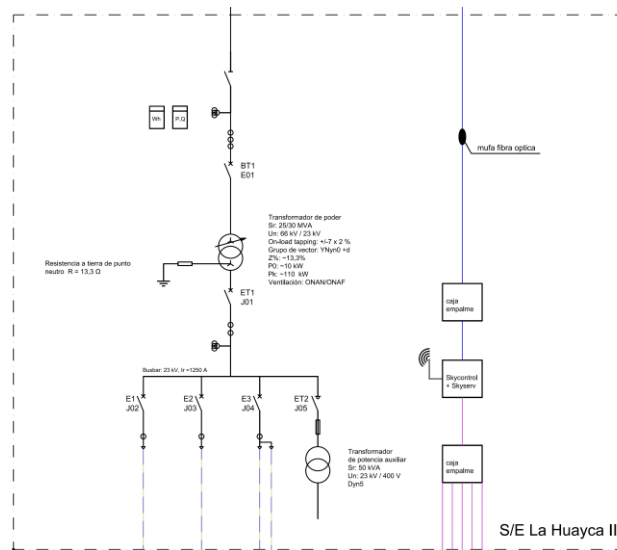 mufa fibra optica
Wh
P,Q
BT1
E01
Transformador de poder
Sr: 25/30 MVA
Un: 66 kV / 23 kV
On-load tapping: +/-7 x 2 %
Grupo de vector: YNyn0 +d
Z%: ~13,3%
P0: ~10 kW
Pk: ~110 kW
Ventilación: ONAN/ONAF
Resistencia a tierra de punto
neutro R = 13,3 Ω
ET1
J01
caja
empalme
Busbar: 23 kV, Ir =1250 A
Skycontrol
+ Skyserv
E1
J02
E2
J03
E3
J04
ET2
J05
Transformador
de potencia auxiliar
Sr: 50 kVA
Un: 23 kV / 400 V
Dyn5
caja
empalme
S/E La Huayca II